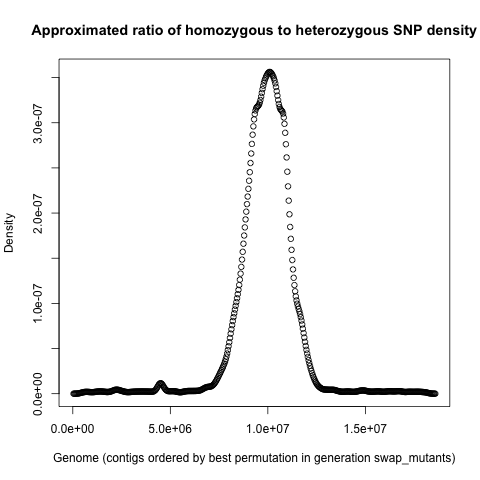 Approximated ratio of homozygous to heterozygous SNP density
Density
3.0e-07
2.0e-07
1.0e-07
0.0e+00
0.0e+00 5.0e+06 1.0e+07 1.5e+07
Genome (contigs ordered by best permutation in generation swap_mutants)